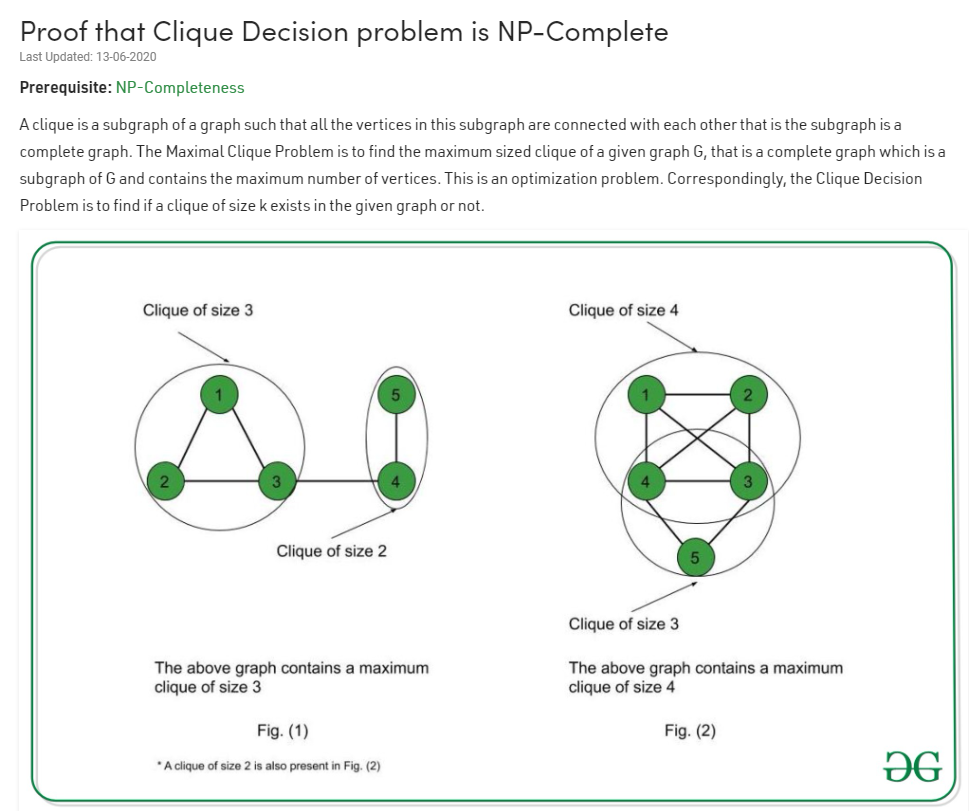 Proof that Clique Decision problem is NP-Complete
Last Updated: 13-06-2020
Prerequisite: NP-Completeness
A clique is a subgraph of a graph such that all the vertices in this subgraph are connected with each other that is the subgraph is a
complete graph. The Maximal Clique Problem is to find the maximum sized clique of a given graph G, that is a complete graph which is a
subgraph of G and contains the maximum number of vertices. This is an optimization problem. Correspondingly, the Clique Decision
Problem is to find if a clique of size k exists in the given graph or not.
Clique of size 3
1
5
2
3
4
Clique of size 2
The above graph contains a maximum
clique of size 3
Fig. (1)
* A clique of size 2 is also present in Fig. (2)
Clique of size 4
1
2
4
3
5
Clique of size 3
The above graph contains a maximum
clique of size 4
Fig. (2)